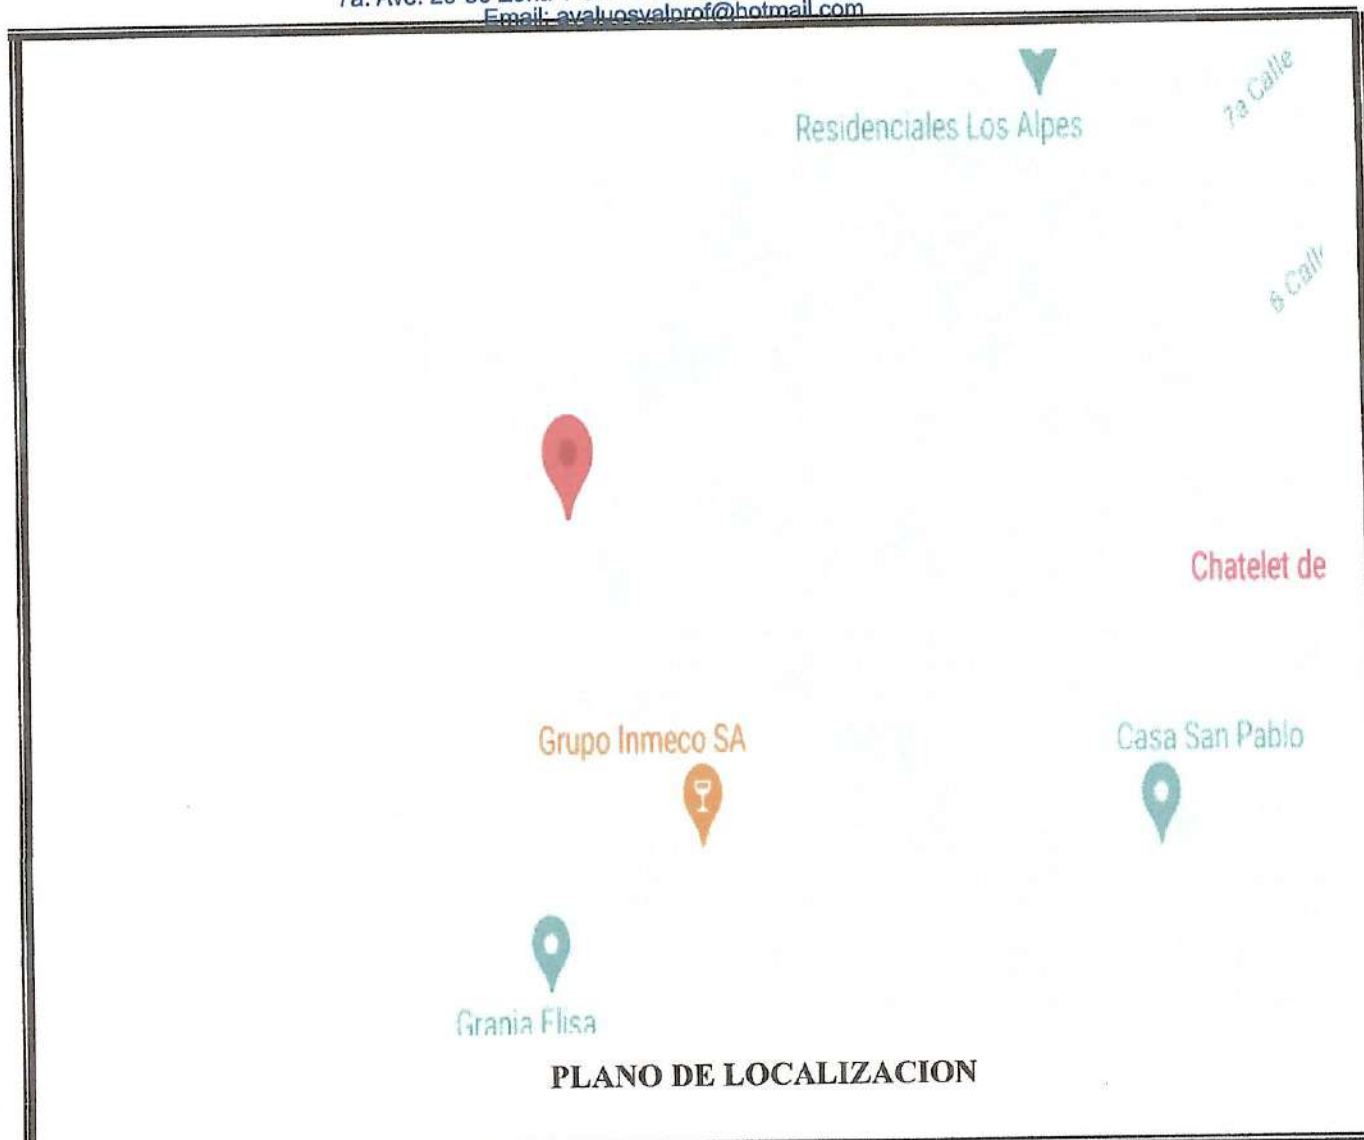 Email: avaluosvalprof@hotmail.com
Residenciales Los Alpes
7a Calle
6 Calle
Chatelet de
Grupo Inmeco SA
Casa San Pablo
Granja Elisa
PLANO DE LOCALIZACION